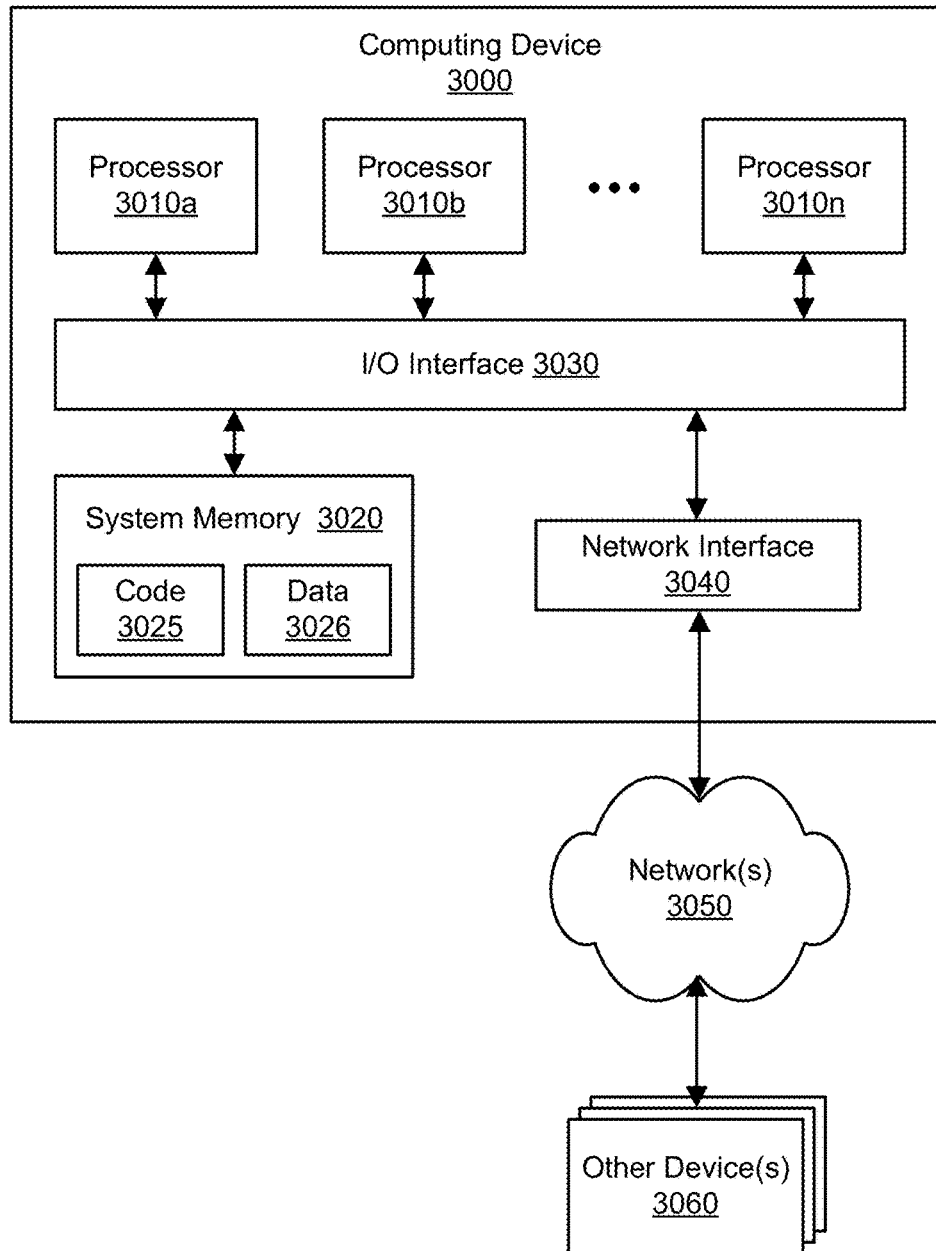 Computing Device
3000
Processor
3010a
Processor
3010b
Processor
3010n
I/O Interface 3030
System Memory 3020
Code
3025
Data
3026
Network Interface
3040
Network(s)
3050
Other Device(s)
3060